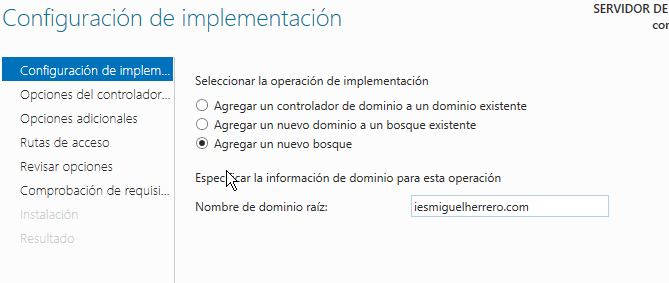 Configuración de implementación
SERVIDOR DE
Configuración de implem...
Opciones del controlador...
Opciones adicionales
Rutas de acceso
Revisar opciones
Comprobación de requisi...
Instalación
Resultado
Seleccionar la operación de implementación
Agregar un controlador de dominio a un dominio existente
Agregar un nuevo dominio a un bosque existente
Agregar un nuevo bosque
la información de dominio para esta operación
Nombre de dominio raíz: iesmiguelherrero.com